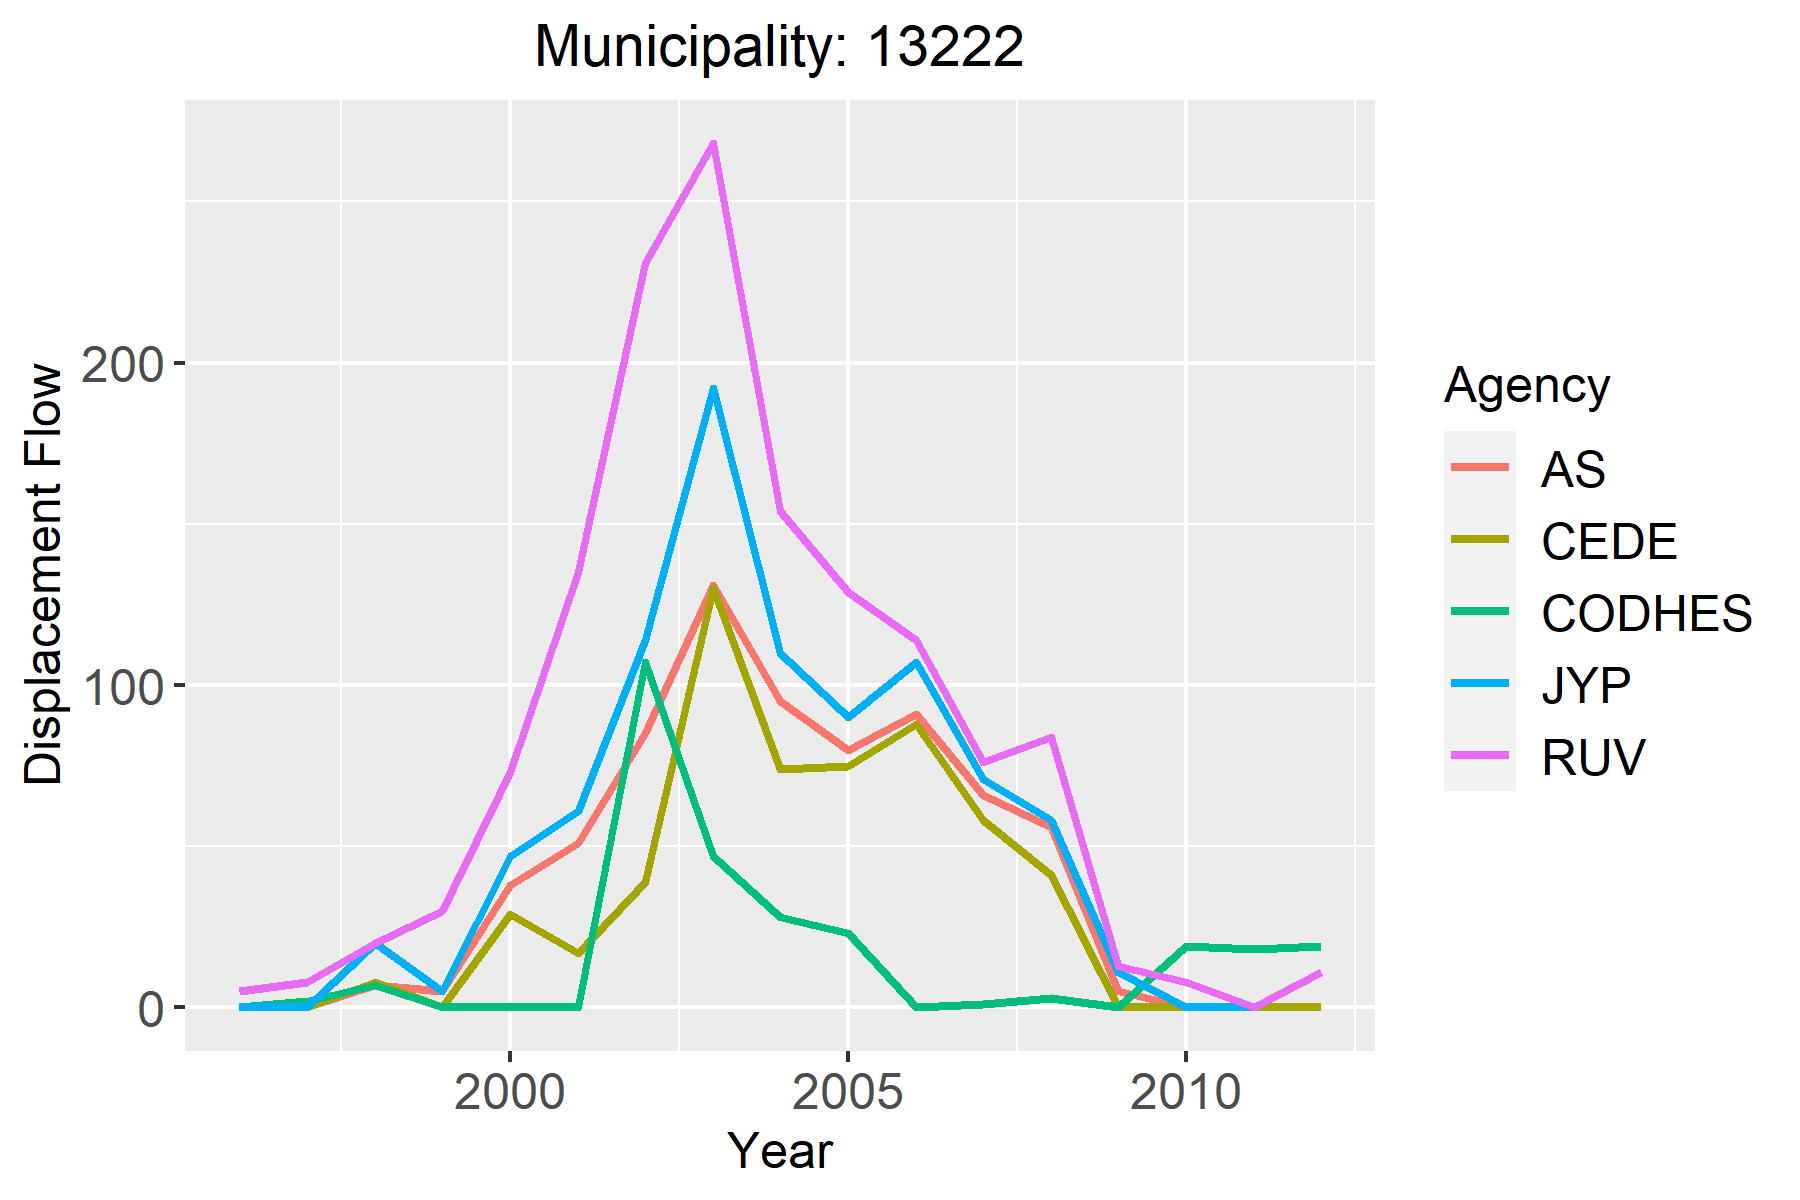 Municipality: 13222
Displacement Flow
200
100
0
2000 2005 2010
Year
Agency
AS
CEDE
CODHES
JYP
RUV